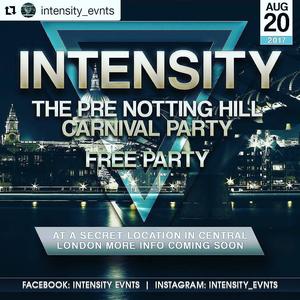 intensity_evnts
AUG
20
2017
INTENSITY
THE PRE NOTTING HILL
CARNIVAL PARTY
FREE PARTY
AT A SECRET LOCATION IN CENTRAL
LONDON MORE INFO COMING SOON
FACEBOOK: INTENSITY EVNTS | INSTAGRAM: INTENSITY_EVNTS